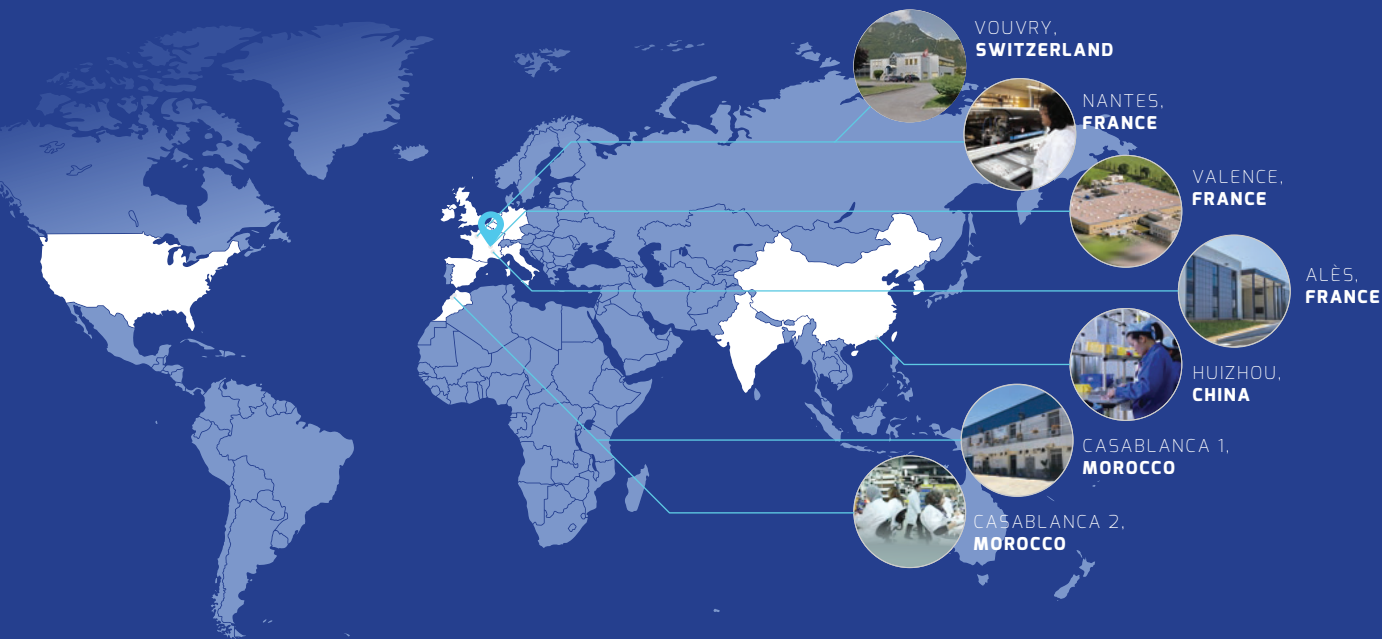 VOUVRY,
SWITZERLAND
NANTES,
FRANCE
VALENCE,
FRANCE
ALÈS,
FRANCE
HUIZHOU,
CHINA
CASABLANCA 1,
MOROCCO
CASABLANCA 2,
MOROCCO